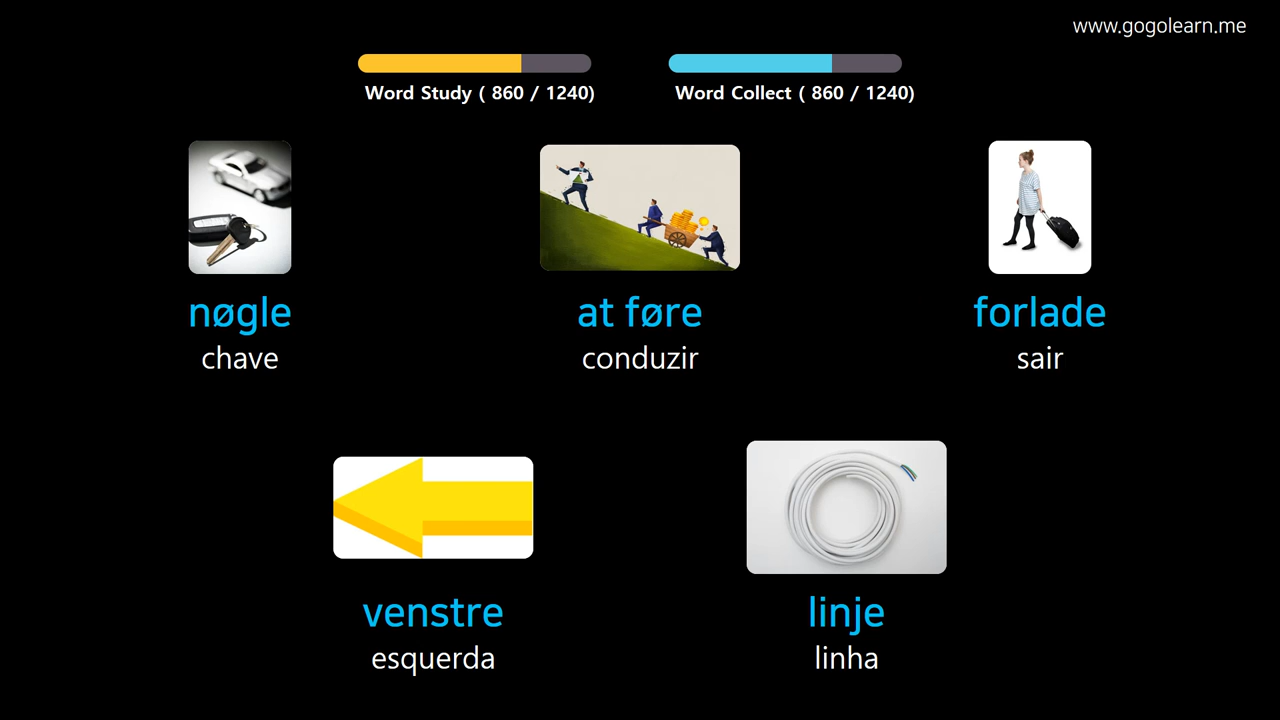 www.gogolearn.me
Word Study ( 860 / 1240)
Word Collect ( 860 / 1240)
nøgle
chave
at føre
conduzir
forlade
sair
venstre
esquerda
linje
linha